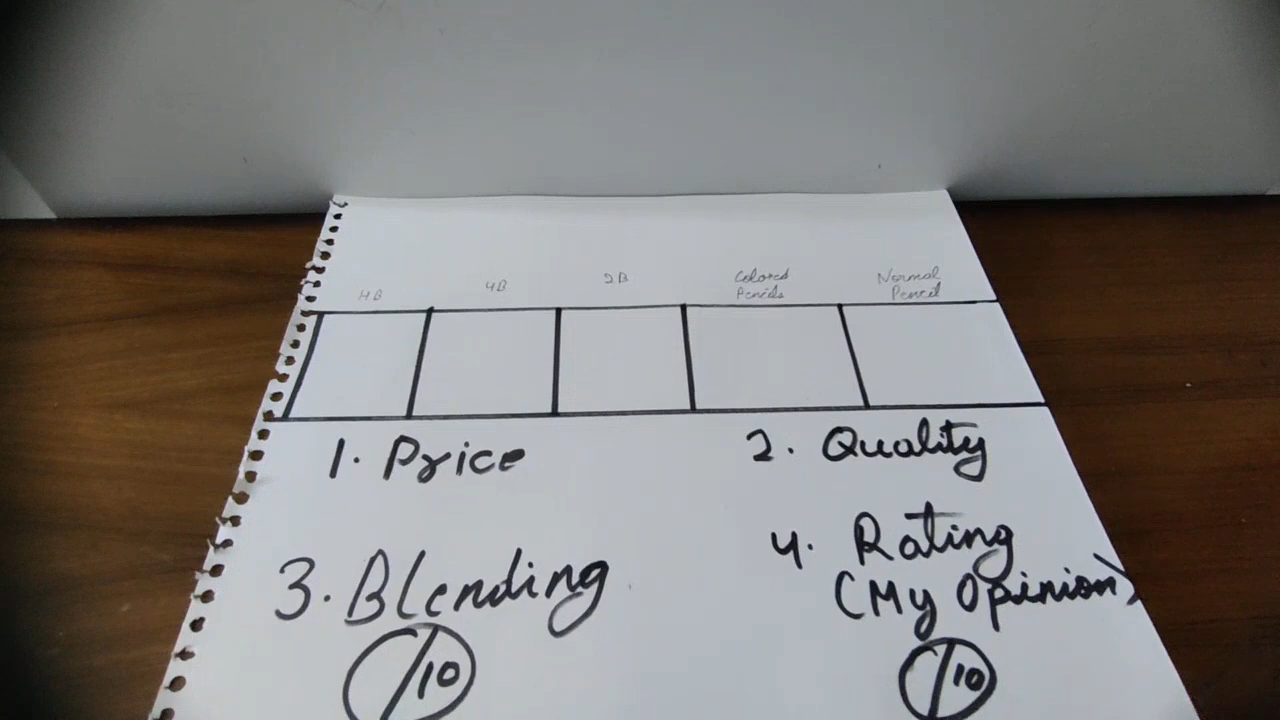 HB 4B 2B Colored Pencils Normal Pencil
1. Price
2. Quality
3. Blending
/10
4. Rating
(My Opinion)
/10